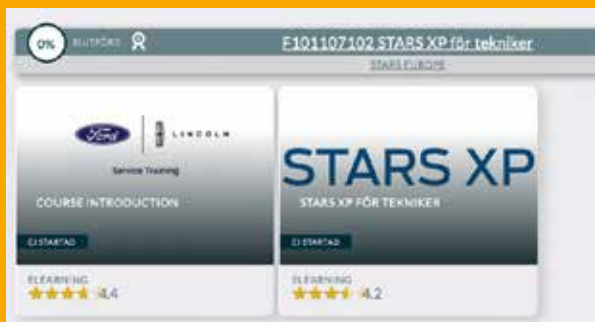 0% SLUTFÖRD
F101107102 STARS XP för tekniker
STARS EUROPE
Ford LINCOLN
Service Training
COURSE INTRODUCTION
EJ STARTAD
ELEARNING
4.4
STARS XP
STARS XP FÖR TEKNIKER
EJ STARTAD
ELEARNING
4.2